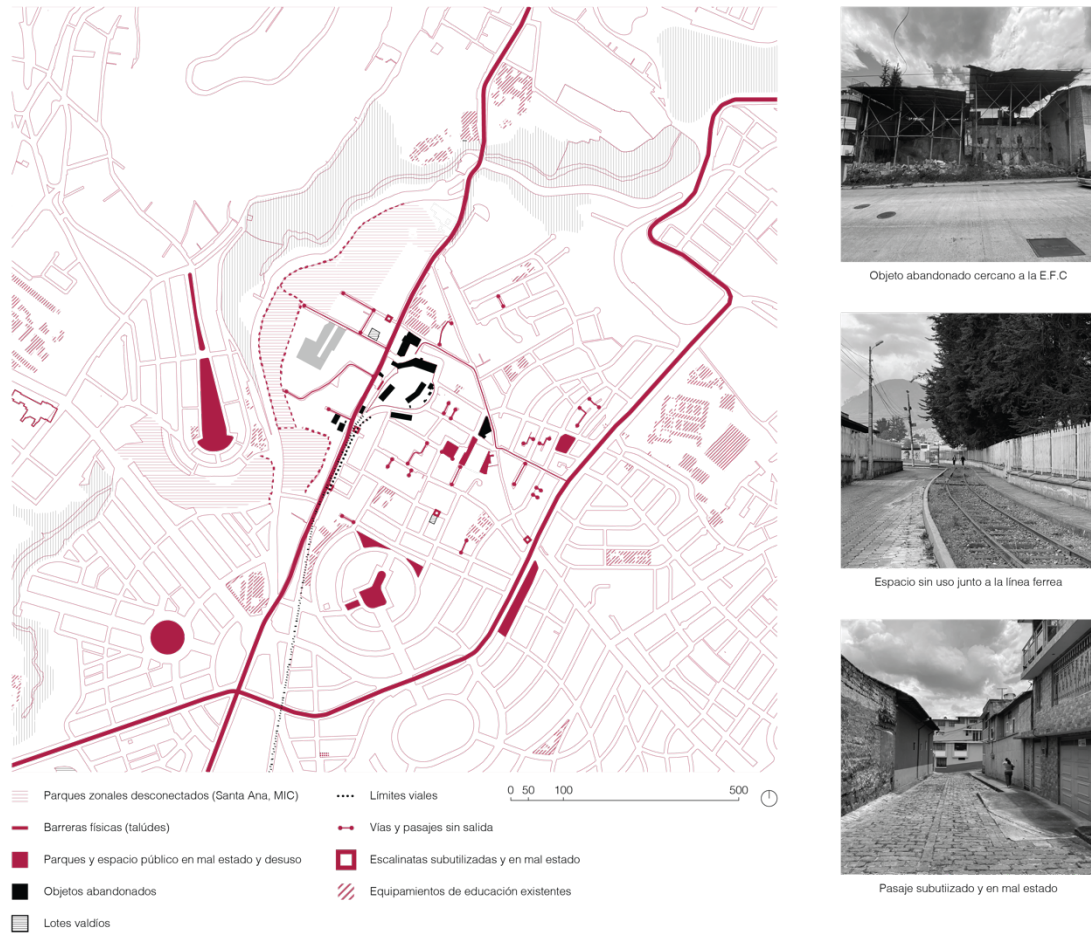 Objeto abandonado cercano a la E.F.C
Espacio sin uso junto a la línea ferrea
Pasaje subutiizado y en mal estado
Parques zonales desconectados (Santa Ana, MIC)
Barreras físicas (talúdes)
Parques y espacio público en mal estado y desuso
Objetos abandonados
Lotes valdíos
Límites viales
Vías y pasajes sin salida
Escalinatas subutilizadas y en mal estado
Equipamientos de educación existentes
0 50 100 500